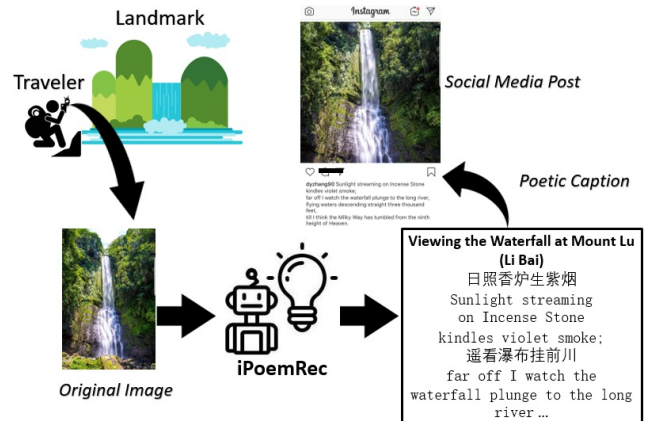 Landmark
Traveler
Instagram
Social Media Post
dyzhang90 Sunlight streaming on Incense Stone
kindles violet smoke;
far off I watch the waterfall plunge to the long river,
flying waters descending straight three thousand
feet,
till I think the Milky Way has tumbled from the ninth
height of Heaven.
Poetic Caption
Original Image
iPoemRec
Viewing the Waterfall at Mount Lu
(Li Bai)
日照香炉生紫烟
Sunlight streaming
on Incense Stone
kindles violet smoke;
遥看瀑布挂前川
far off I watch the
waterfall plunge to the long
river ...